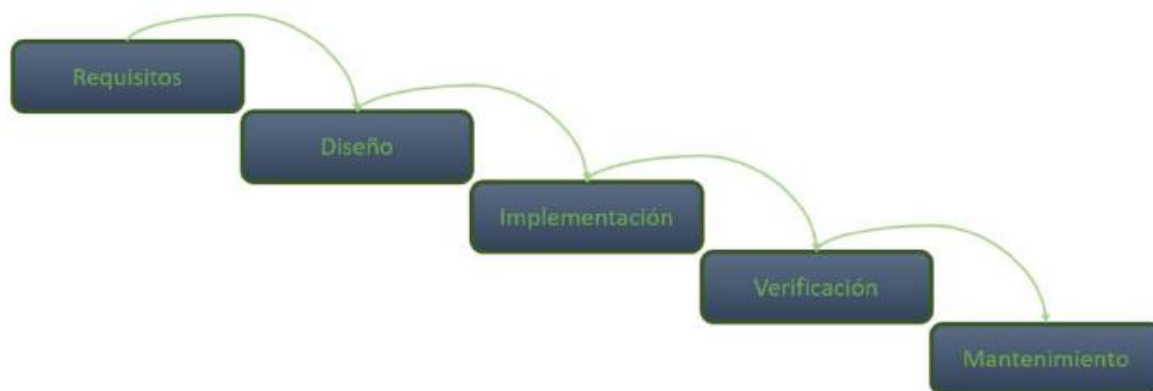 Requisitos
Diseño
Implementación
Verificación
Mantenimiento